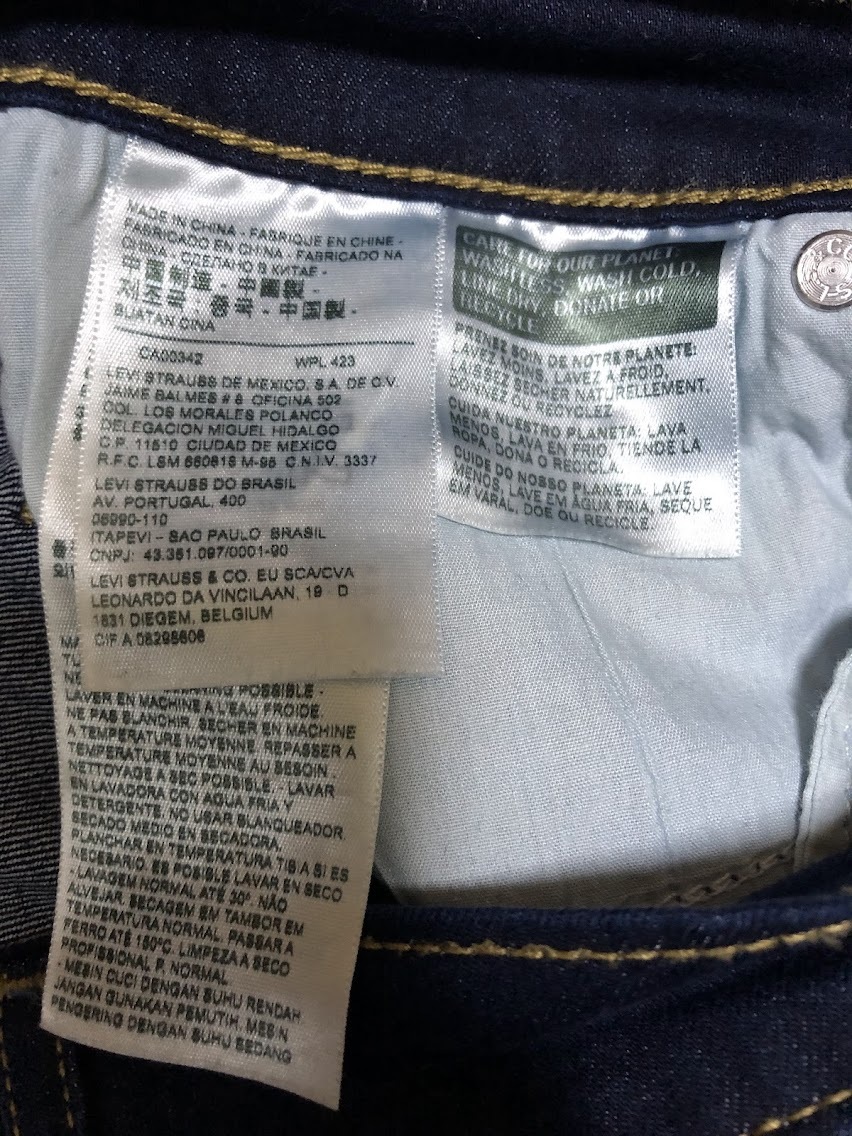 MADE IN CHINA - FABRIQUE EN CHINE -
FABRICADO EN CHINA - FABRICADO NA
CHINA - СДЕЛАНО В КИТАЕ -
中國製造 - 中國製 -
중국 - 中国製 -
BUATAN CINA
CA00342 WPL 423
LEVI STRAUSS DE MEXICO, S.A. DE C.V.
JAIME BALMES # 8 OFICINA 502
COL. LOS MORALES POLANCO
DELEGACION MIGUEL HIDALGO
C.P. 11510 CIUDAD DE MEXICO
R.F.C. LSM 660818 M-95 C.N.I.V. 3337
LEVI STRAUSS DO BRASIL
AV. PORTUGAL, 400
06690-110
ITAPEVI - SAO PAULO BRASIL
CNPJ: 43.351.097/0001-90
LEVI STRAUSS & CO. EU SCA/CVA
LEONARDO DA VINCILAAN, 19 D
1831 DIEGEM, BELGIUM
CIF A 08298606
CARE FOR OUR PLANET:
WASH LESS, WASH COLD,
LINE DRY, DONATE OR
RECYCLE
PRENEZ SOIN DE NOTRE PLANETE:
LAVEZ MOINS, LAVEZ A FROID,
LAISSEZ SECHER NATURELLEMENT,
DONNEZ OU RECYCLEZ
CUIDA NUESTRO PLANETA: LAVA
MENOS, LAVA EN FRIO, TIENDE LA
ROPA, DONA O RECICLA.
CUIDE DO NOSSO PLANETA: LAVE
MENOS, LAVE EM ÁGUA FRIA, SEQUE
EM VARAL, DOE OU RECICLE.
MA
TU
NE
POSSIBLE -
LAVER EN MACHINE A L'EAU FROIDE.
NE PAS BLANCHIR. SECHER EN MACHINE
A TEMPERATURE MOYENNE. REPASSER A
TEMPERATURE MOYENNE AU BESOIN.
NETTOYAGE A SEC POSSIBLE. - LAVAR
EN LAVADORA CON AGUA FRIA Y
DETERGENTE. NO USAR BLANQUEADOR.
SECADO MEDIO EN SECADORA.
PLANCHAR EN TEMPERATURA TIBIA SI ES
NECESARIO. ES POSIBLE LAVAR EN SECO
- LAVAGEM NORMAL ATÉ 30°. NÃO
ALVEJAR. SECAGEM EM TAMBOR EM
TEMPERATURA NORMAL. PASSAR A
FERRO ATÉ 150°C. LIMPEZA A SECO
PROFISSIONAL P, NORMAL
- MESIN CUCI DENGAN SUHU RENDAH
JANGAN GUNAKAN PEMUTIH. MESIN
PENGERING DENGAN SUHU SEDANG